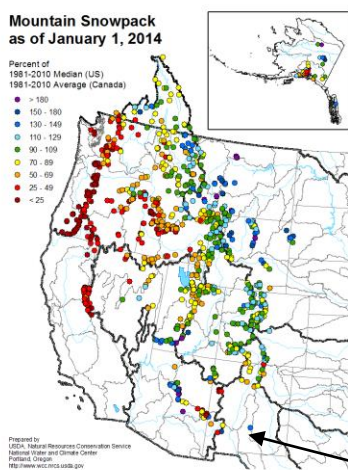 Mountain Snowpack
as of January 1, 2014
Percent of
1981-2010 Median (US)
1981-2010 Average (Canada)
> 180
150 - 180
130 - 149
110 - 129
90 - 109
70 - 89
50 - 69
25 - 49
< 25
Prepared by
USDA, Natural Resources Conservation Service
National Water and Climate Center
Portland, Oregon
http://www.wcc.nrcs.usda.gov